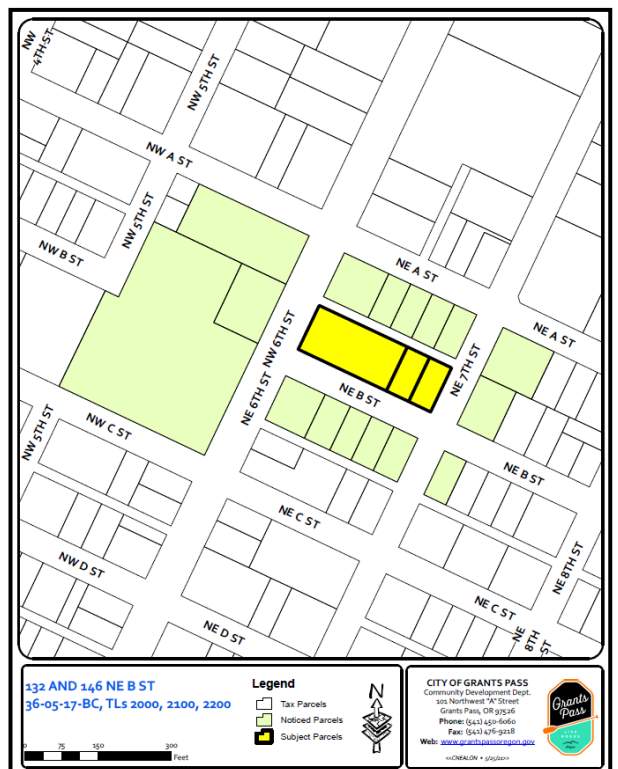 NW
4TH ST
NW 5TH ST
NW A ST
NW 5TH ST
NW B ST
NE A ST
NE A ST
NW 6TH ST
NE 7TH ST
NE 6TH ST
NE B ST
NW C ST
NW 5TH ST
NE B ST
NE C ST
NW D ST
NE 8TH ST
NE C ST
NE D ST
NE
8TH
ST
132 AND 146 NE B ST
36-05-17-BC, TLs 2000, 2100, 2200
0 75 150 300
Feet
Legend
Tax Parcels
Noticed Parcels
Subject Parcels
N
CITY OF GRANTS PASS
Community Development Dept.
101 Northwest "A" Street
Grants Pass, OR 97526
Phone: (541) 450-6060
Fax: (541) 476-9218
Web: www.grantspassoregon.gov
Grants
Pass